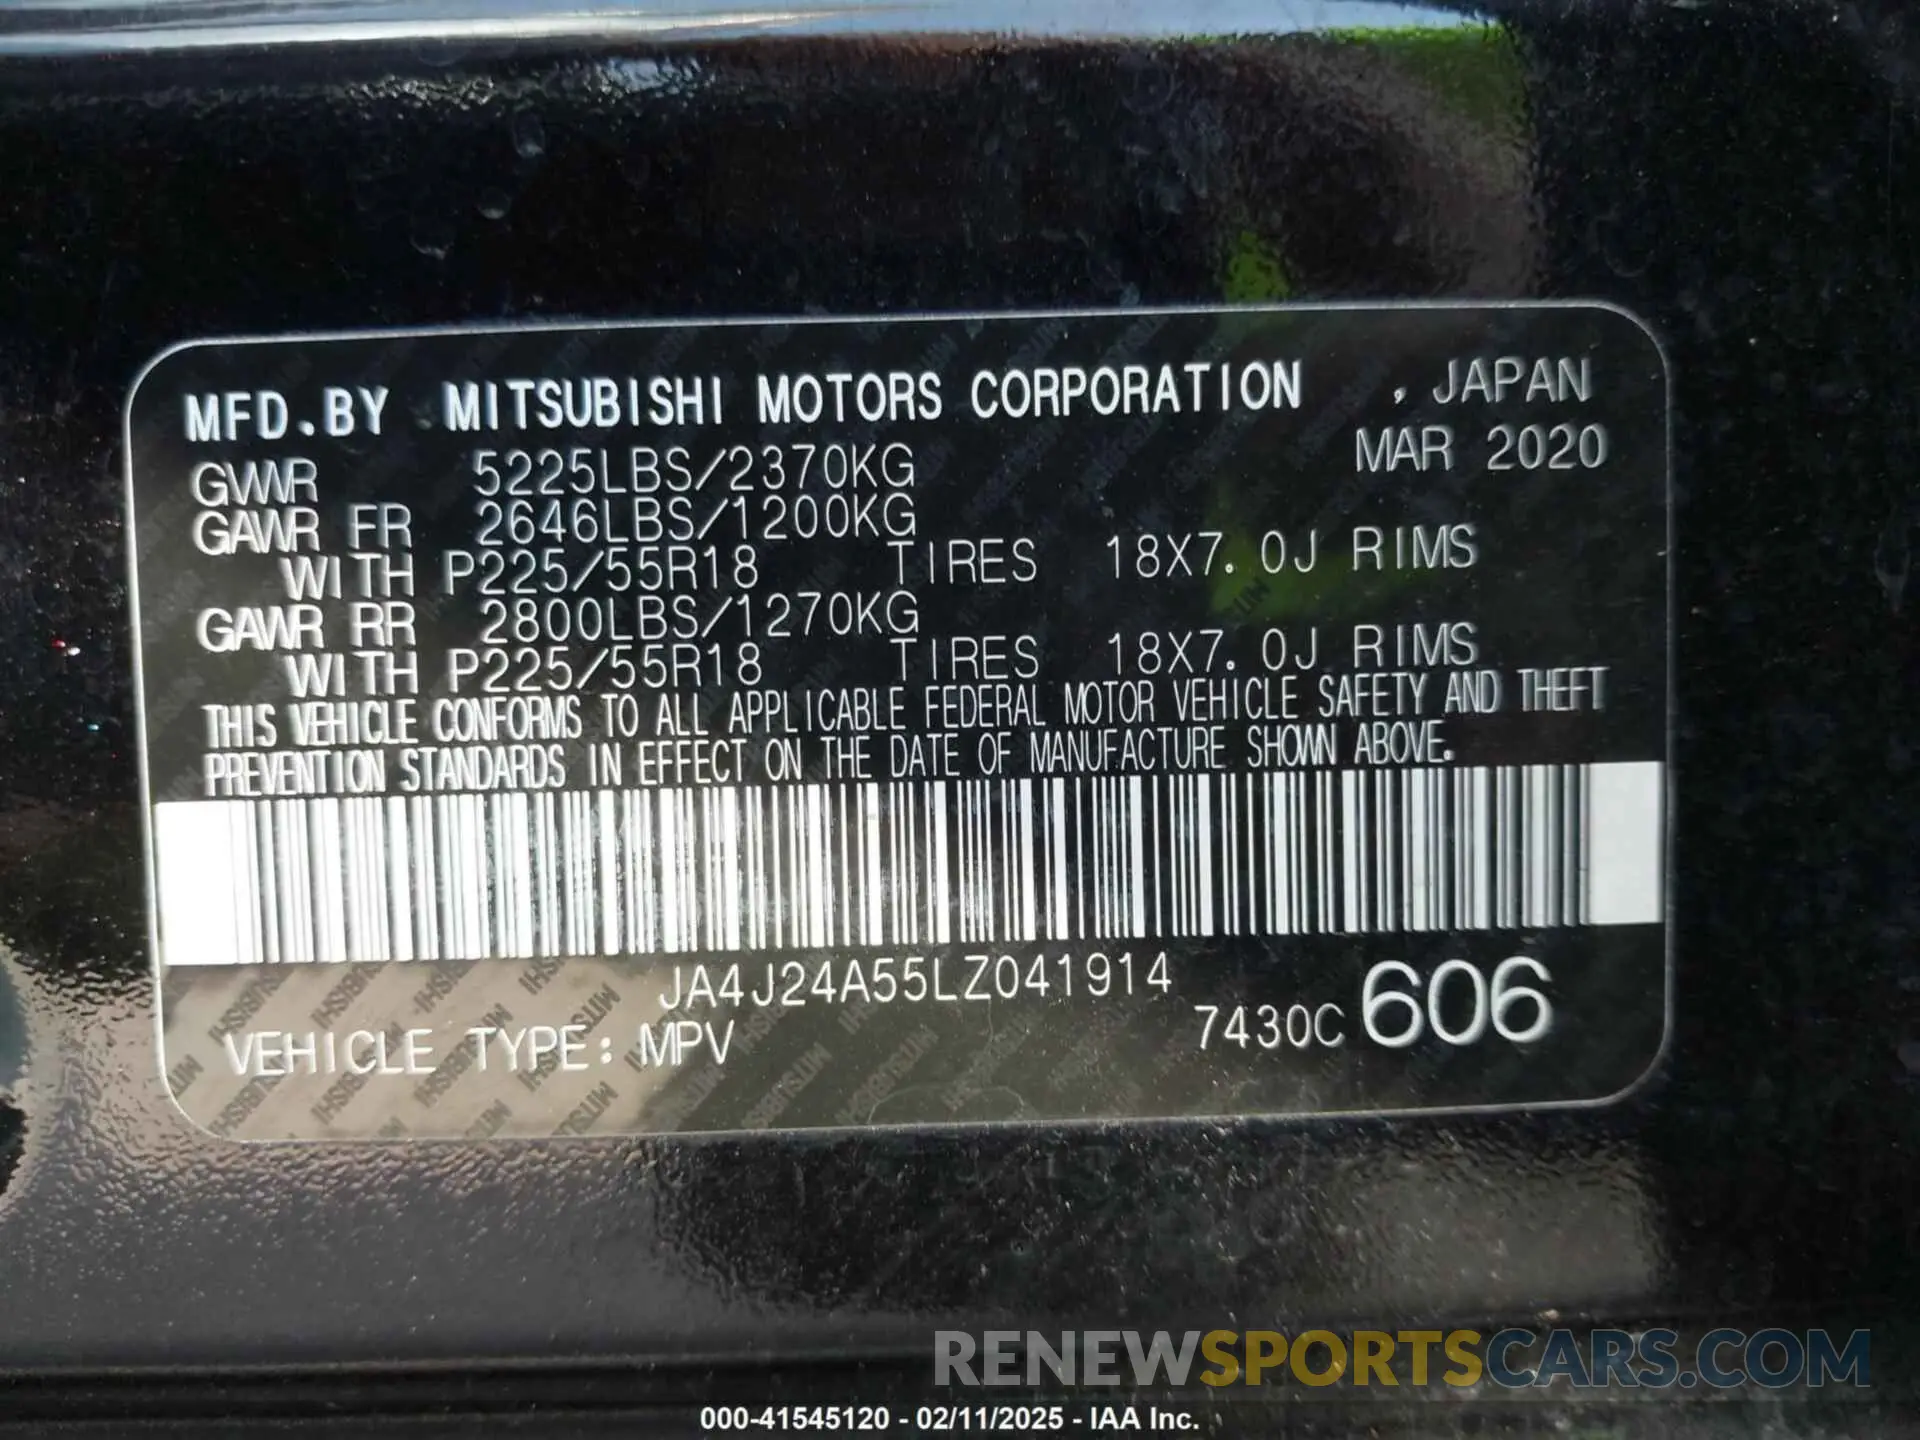 MFD.BY MITSUBISHI MOTORS CORPORATION , JAPAN
MAR 2020
GVWR 5225LBS/2370KG
GAWR FR 2646LBS/1200KG
WITH P225/55R18 TIRES 18X7.0J RIMS
GAWR RR 2800LBS/1270KG
WITH P225/55R18 TIRES 18X7.0J RIMS
THIS VEHICLE CONFORMS TO ALL APPLICABLE FEDERAL MOTOR VEHICLE SAFETY AND THEFT
PREVENTION STANDARDS IN EFFECT ON THE DATE OF MANUFACTURE SHOWN ABOVE.
JA4J24A55LZ041914
VEHICLE TYPE: MPV 7430C 606
RENEWSPORTSCARS.COM
000-41545120 - 02/11/2025 - IAA Inc.